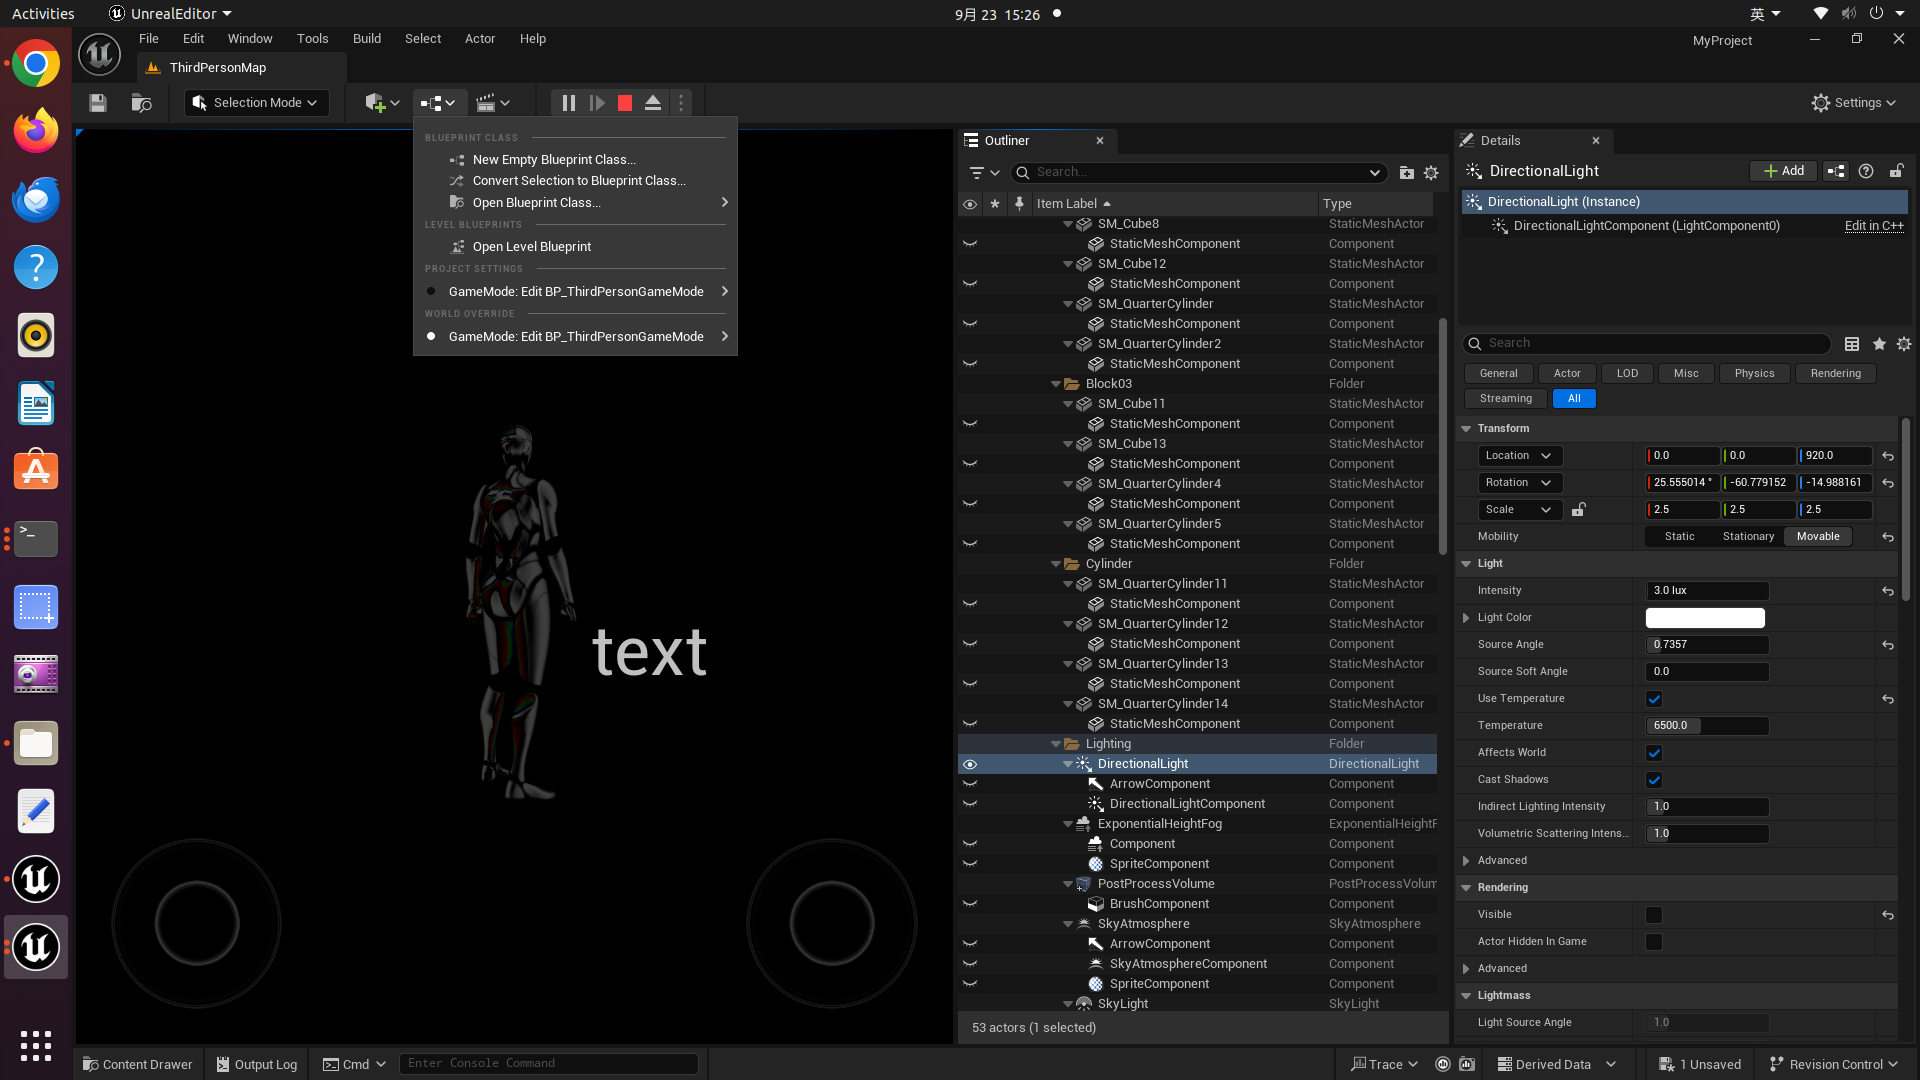 Activities
UnrealEditor
9月 23 15:26
英
File Edit Window Tools Build Select Actor Help
MyProject
ThirdPersonMap
Selection Mode
Settings
BLUEPRINT CLASS
New Empty Blueprint Class...
Convert Selection to Blueprint Class...
Open Blueprint Class...
LEVEL BLUEPRINTS
Open Level Blueprint
PROJECT SETTINGS
GameMode: Edit BP_ThirdPersonGameMode
WORLD OVERRIDE
GameMode: Edit BP_ThirdPersonGameMode
text
Outliner
Search...
Item Label Type
SM_Cube8 StaticMeshActor
StaticMeshComponent Component
SM_Cube12 StaticMeshActor
StaticMeshComponent Component
SM_QuarterCylinder StaticMeshActor
StaticMeshComponent Component
SM_QuarterCylinder2 StaticMeshActor
StaticMeshComponent Component
Block03 Folder
SM_Cube11 StaticMeshActor
StaticMeshComponent Component
SM_Cube13 StaticMeshActor
StaticMeshComponent Component
SM_QuarterCylinder4 StaticMeshActor
StaticMeshComponent Component
SM_QuarterCylinder5 StaticMeshActor
StaticMeshComponent Component
Cylinder Folder
SM_QuarterCylinder11 StaticMeshActor
StaticMeshComponent Component
SM_QuarterCylinder12 StaticMeshActor
StaticMeshComponent Component
SM_QuarterCylinder13 StaticMeshActor
StaticMeshComponent Component
SM_QuarterCylinder14 StaticMeshActor
StaticMeshComponent Component
Lighting Folder
DirectionalLight DirectionalLight
ArrowComponent Component
DirectionalLightComponent Component
ExponentialHeightFog ExponentialHeightF
Component Component
SpriteComponent Component
PostProcessVolume PostProcessVolum
BrushComponent Component
SkyAtmosphere SkyAtmosphere
ArrowComponent Component
SkyAtmosphereComponent Component
SpriteComponent Component
SkyLight SkyLight
53 actors (1 selected)
Details
DirectionalLight
Add
DirectionalLight (Instance)
DirectionalLightComponent (LightComponent0) Edit in C++
Search
General Actor LOD Misc Physics Rendering
Streaming All
Transform
Location 0.0 0.0 920.0
Rotation 25.555014 ° -60.779152 -14.988161
Scale 2.5 2.5 2.5
Mobility Static Stationary Movable
Light
Intensity 3.0 lux
Light Color
Source Angle 0.7357
Source Soft Angle 0.0
Use Temperature
Temperature 6500.0
Affects World
Cast Shadows
Indirect Lighting Intensity 1.0
Volumetric Scattering Intens... 1.0
Advanced
Rendering
Visible
Actor Hidden In Game
Advanced
Lightmass
Light Source Angle 1.0
Content Drawer
Output Log
Cmd
Enter Console Command
Trace
Derived Data
1 Unsaved
Revision Control